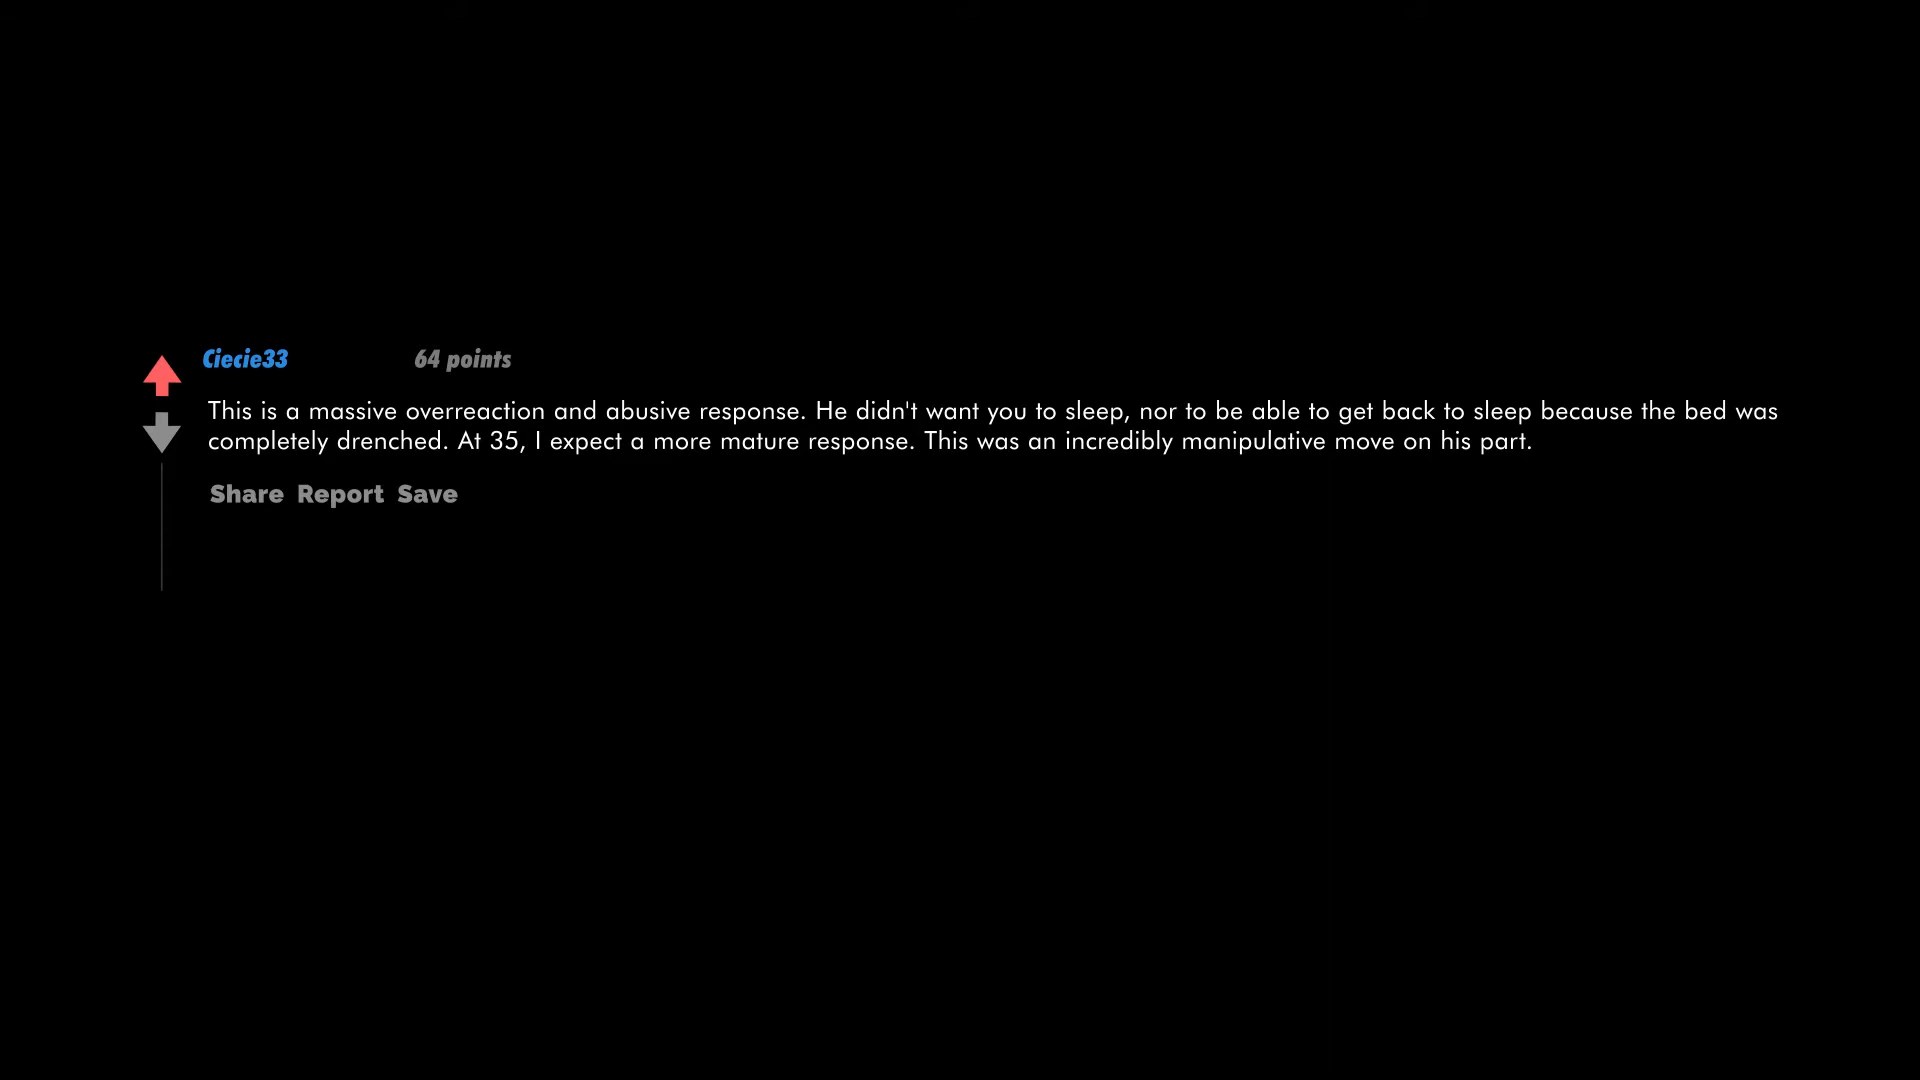 Ciecie33 64 points
This is a massive overreaction and abusive response. He didn't want you to sleep, nor to be able to get back to sleep because the bed was
completely drenched. At 35, I expect a more mature response. This was an incredibly manipulative move on his part.
Share Report Save